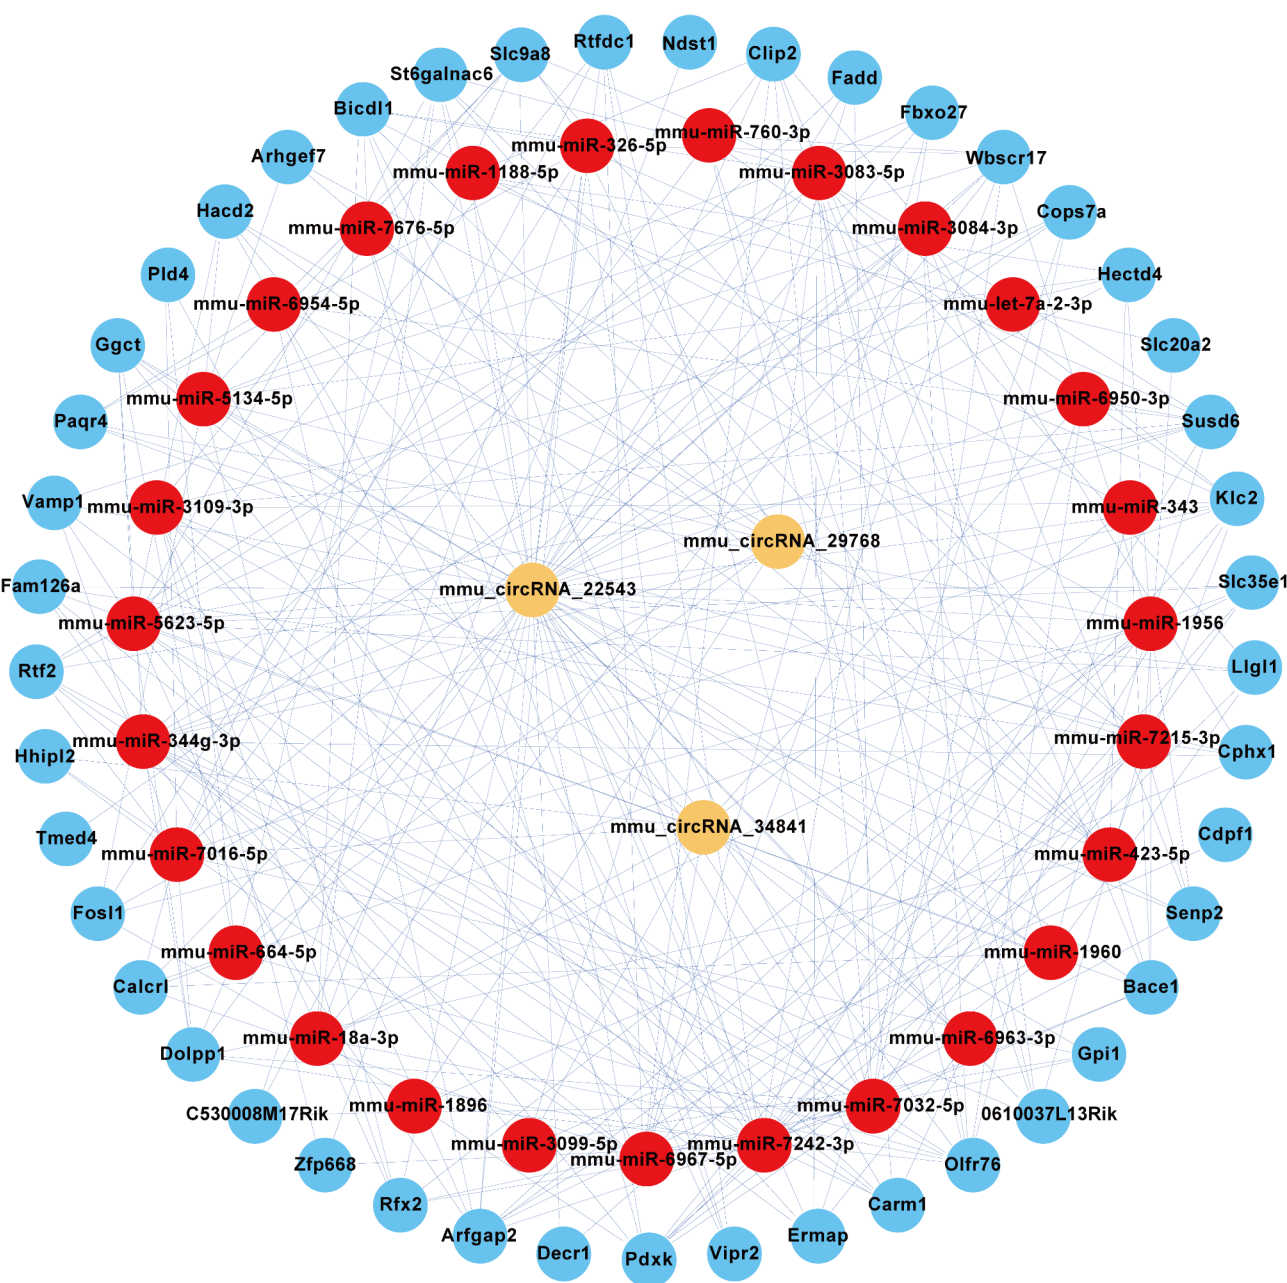 Rtfdc1
Ndst1
Slc9a8
Clip2
St6galnac6
Fadd
Bicdl1
Fbxo27
mmu-miR-760-3p
mmu-miR-326-5p
Arhgef7
Wbscr17
mmu-miR-1188-5p
mmu-miR-3083-5p
Hacd2
Cops7a
mmu-miR-7676-5p
mmu-miR-3084-3p
Pld4
Hectd4
mmu-miR-6954-5p
mmu-let-7a-2-3p
Ggct
Slc20a2
mmu-miR-5134-5p
mmu-miR-6950-3p
Paqr4
Susd6
Vamp1
Klc2
mmu-miR-3109-3p
mmu-miR-343
mmu_circRNA_29768
Fam126a
mmu_circRNA_22543
Slc35e1
mmu-miR-5623-5p
mmu-miR-1956
Rtf2
Llgl1
mmu-miR-344g-3p
mmu-miR-7215-3p
Hhipl2
Cphx1
mmu_circRNA_34841
Tmed4
Cdpf1
mmu-miR-7016-5p
mmu-miR-423-5p
Fosl1
Senp2
mmu-miR-664-5p
mmu-miR-1960
Calcrl
Bace1
mmu-miR-18a-3p
mmu-miR-6963-3p
Dolpp1
Gpi1
mmu-miR-1896
mmu-miR-7032-5p
C530008M17Rik
0610037L13Rik
mmu-miR-3099-5p
mmu-miR-7242-3p
mmu-miR-6967-5p
Zfp668
Olfr76
Rfx2
Carm1
Arfgap2
Ermap
Decr1
Pdxk
Vipr2